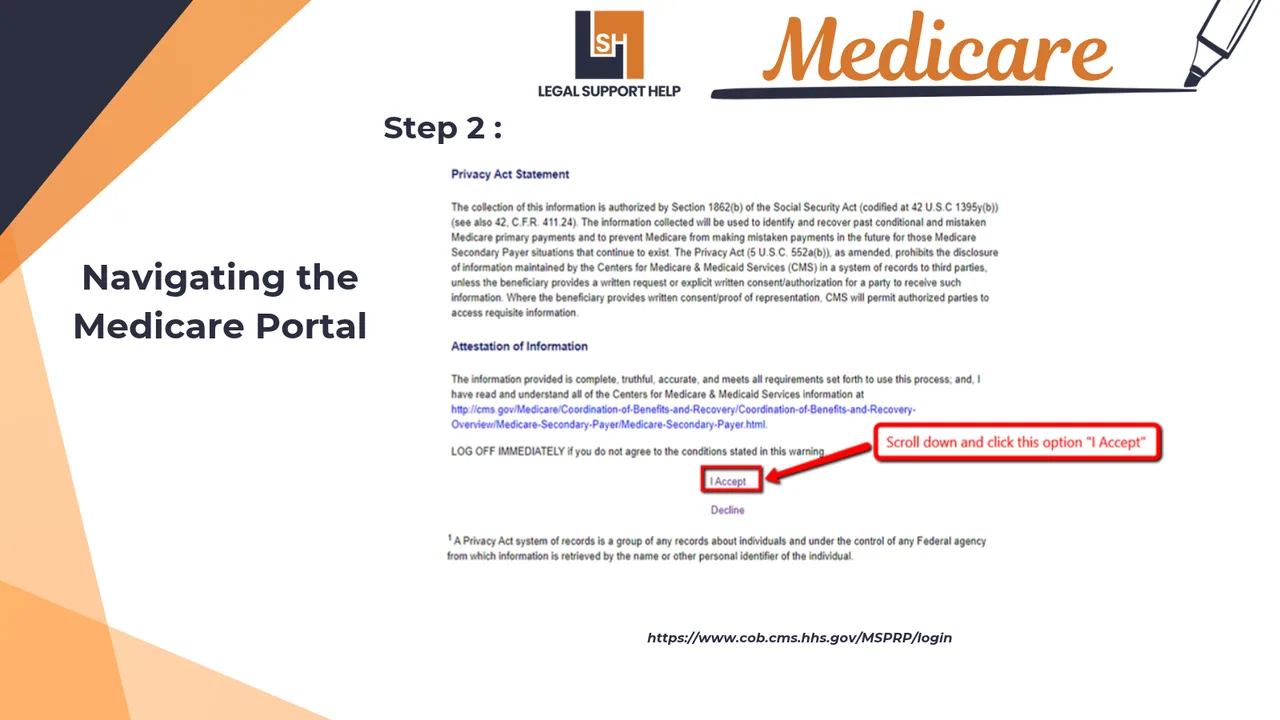 LSH
LEGAL SUPPORT HELP
Medicare
Step 2 :
Navigating the
Medicare Portal
Privacy Act Statement
The collection of this information is authorized by Section 1862(b) of the Social Security Act (codified at 42 U.S.C 1395y(b))
(see also 42, C.F.R. 411.24). The information collected will be used to identify and recover past conditional and mistaken
Medicare primary payments and to prevent Medicare from making mistaken payments in the future for those Medicare
Secondary Payer situations that continue to exist. The Privacy Act (5 U.S.C. 552a(b)), as amended, prohibits the disclosure
of information maintained by the Centers for Medicare & Medicaid Services (CMS) in a system of records to third parties,
unless the beneficiary provides a written request or explicit written consent/authorization for a party to receive such
information. Where the beneficiary provides written consent/proof of representation, CMS will permit authorized parties to
access requisite information.
Attestation of Information
The information provided is complete, truthful, accurate, and meets all requirements set forth to use this process; and, I
have read and understand all of the Centers for Medicare & Medicaid Services information at
http://cms.gov/Medicare/Coordination-of-Benefits-and-Recovery/Coordination-of-Benefits-and-Recovery-
Overview/Medicare-Secondary-Payer/Medicare-Secondary-Payer.html.
LOG OFF IMMEDIATELY if you do not agree to the conditions stated in this warning
Scroll down and click this option "I Accept"
I Accept
Decline
1 A Privacy Act system of records is a group of any records about individuals and under the control of any Federal agency
from which information is retrieved by the name or other personal identifier of the individual.
https://www.cob.cms.hhs.gov/MSPRP/login